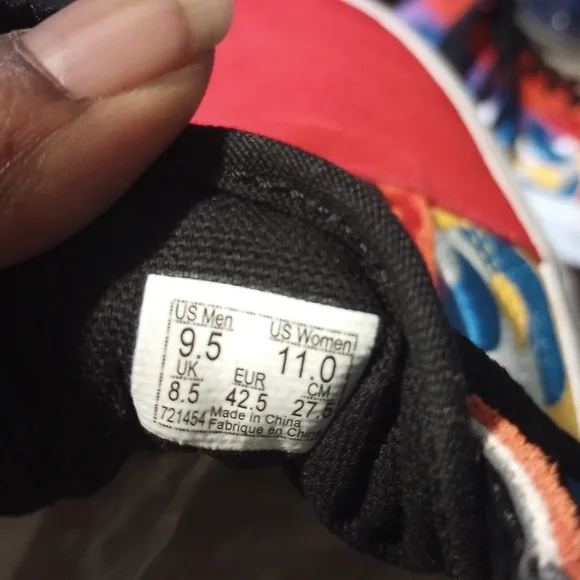 US Men US Women
9.5 11.0
UK EUR CM
8.5 42.5 27.5
721454 Made in China
Fabrique en Chine